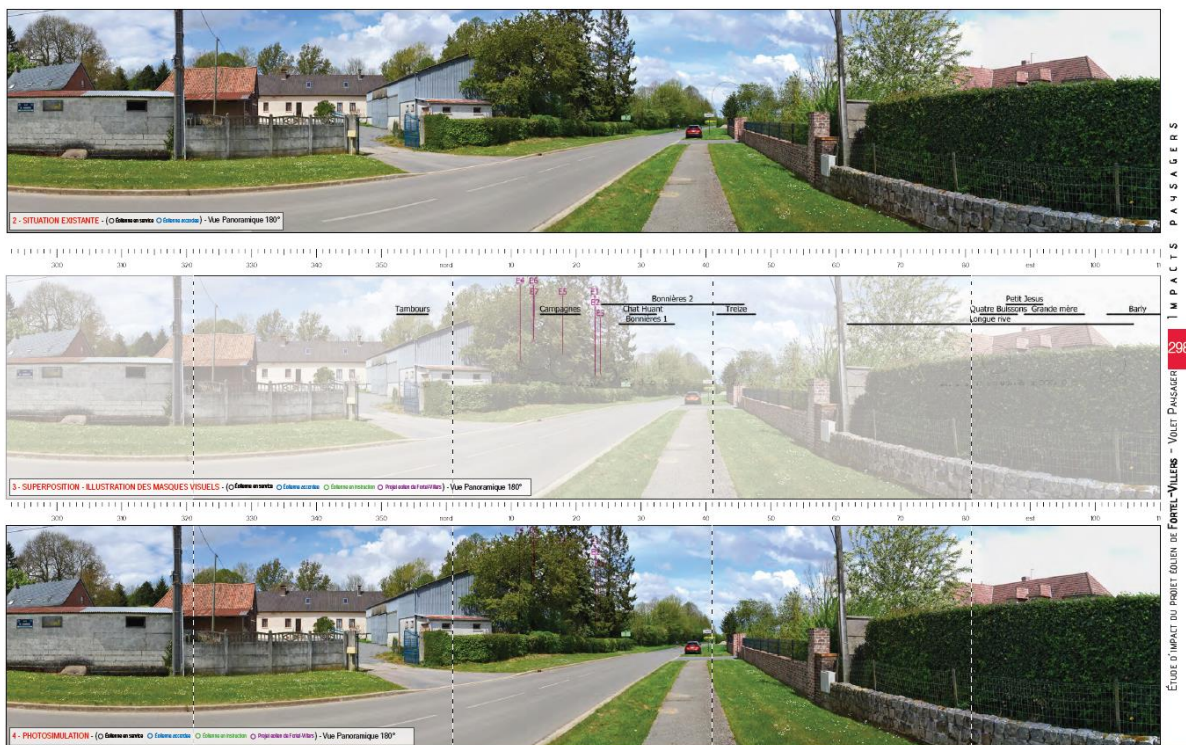 2 - SITUATION EXISTANTE - (Éolienne en service Éolienne accordée) - Vue Panoramique 180°
300 310 320 330 340 350 nord 10 20 30 40 50 60 70 80 est 100
E4 E6 E7 E5 E1 E2 E3
Bonnières 2 Petit Jesus
Tambours Campagnes Chat Huant Treize Quatre Buissons Grande mère Barly
Bonnières 1 Longue rive
3 - SUPERPOSITION - ILLUSTRATION DES MASQUES VISUELS - (Éolienne en service Éolienne accordée Éolienne en instruction Projet éolien de Fortel-Villers) - Vue Panoramique 180°
300 310 320 330 340 350 nord 10 20 30 40 50 60 70 80 est 100
4 - PHOTOSIMULATION - (Éolienne en service Éolienne accordée Éolienne en instruction Projet éolien de Fortel-Villers) - Vue Panoramique 180°
ÉTUDE D'IMPACT DU PROJET ÉOLIEN DE FORTEL-VILLERS - VOLET PAYSAGER 298 IMPACTS PAYSAGERS